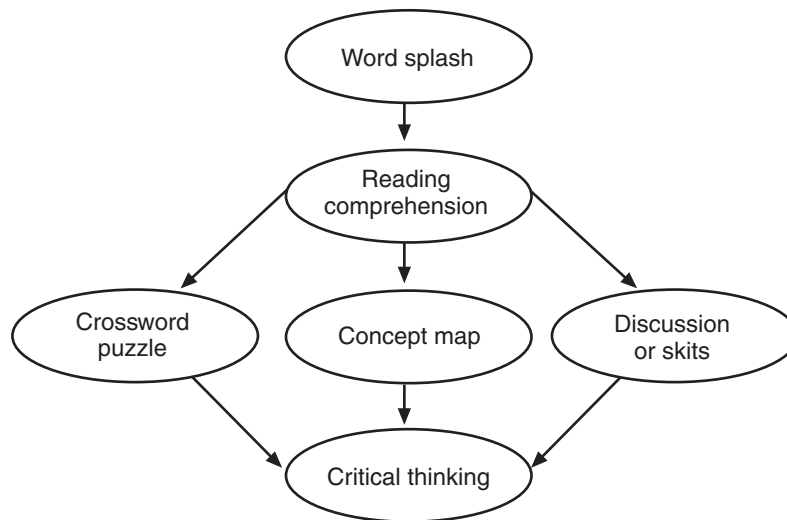 Word splash
Reading
comprehension
Crossword
puzzle
Concept map
Discussion
or skits
Critical thinking